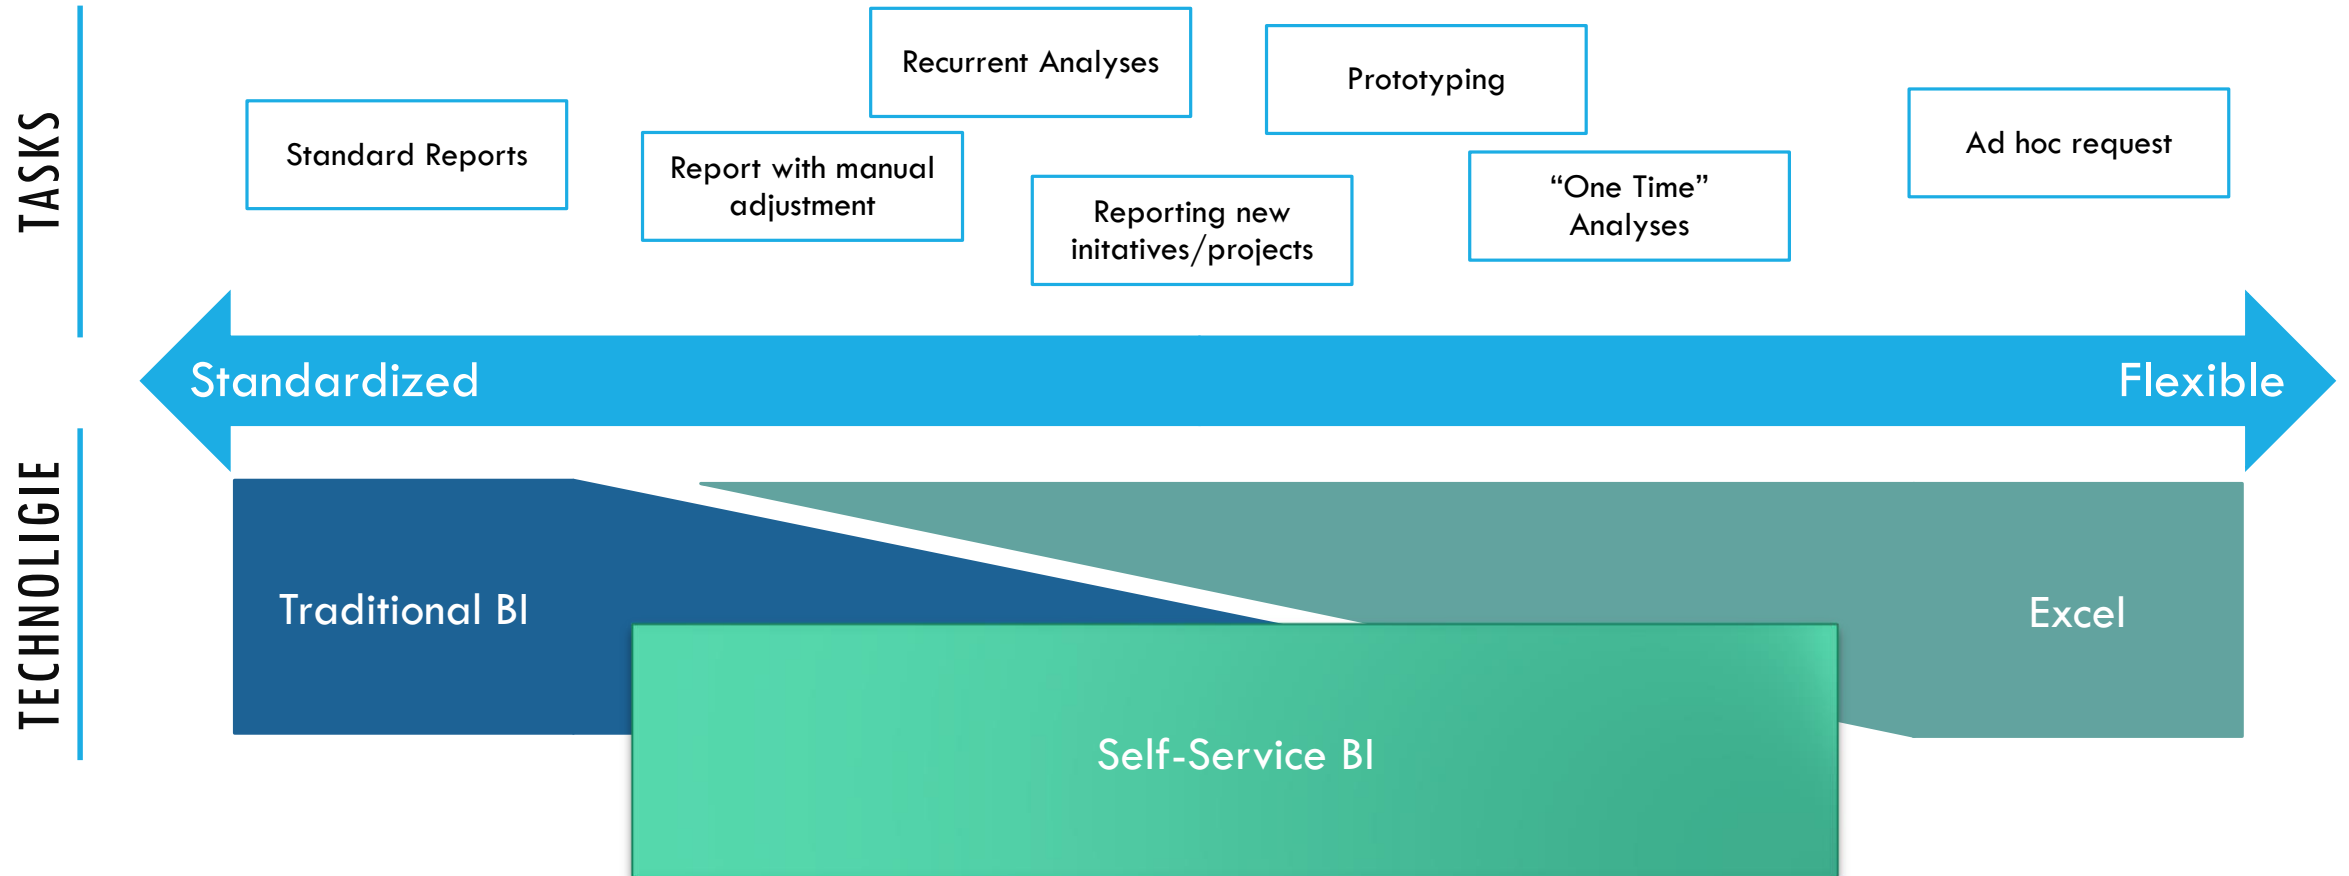 TASKS
Standard Reports
Report with manual
adjustment
Recurrent Analyses
Reporting new
initatives/projects
Prototyping
“One Time”
Analyses
Ad hoc request
Standardized
Flexible
TECHNOLIGIE
Traditional BI
Self-Service BI
Excel